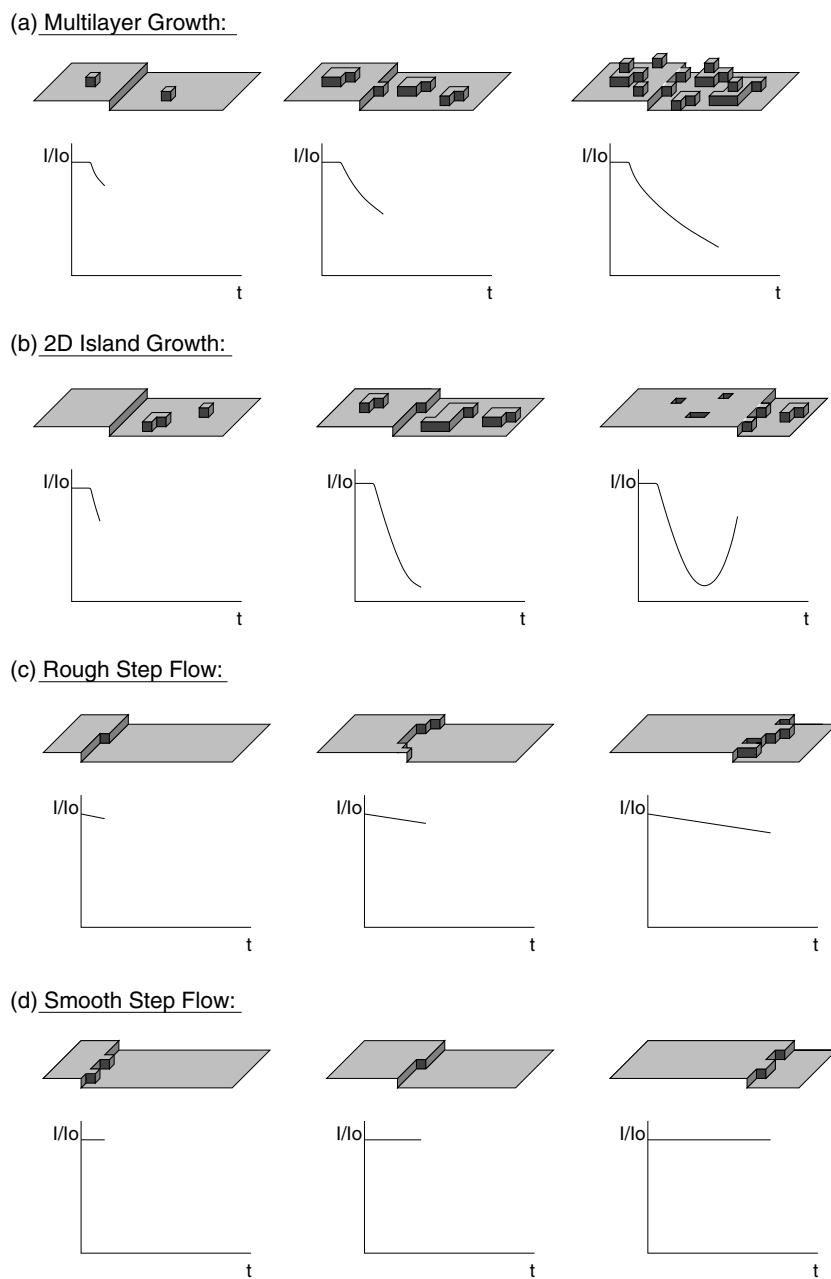 (a) Multilayer Growth:
I/Io
t
I/Io
t
I/Io
t
(b) 2D Island Growth:
I/Io
t
I/Io
t
I/Io
t
(c) Rough Step Flow:
I/Io
t
I/Io
t
I/Io
t
(d) Smooth Step Flow:
I/Io
t
I/Io
t
I/Io
t